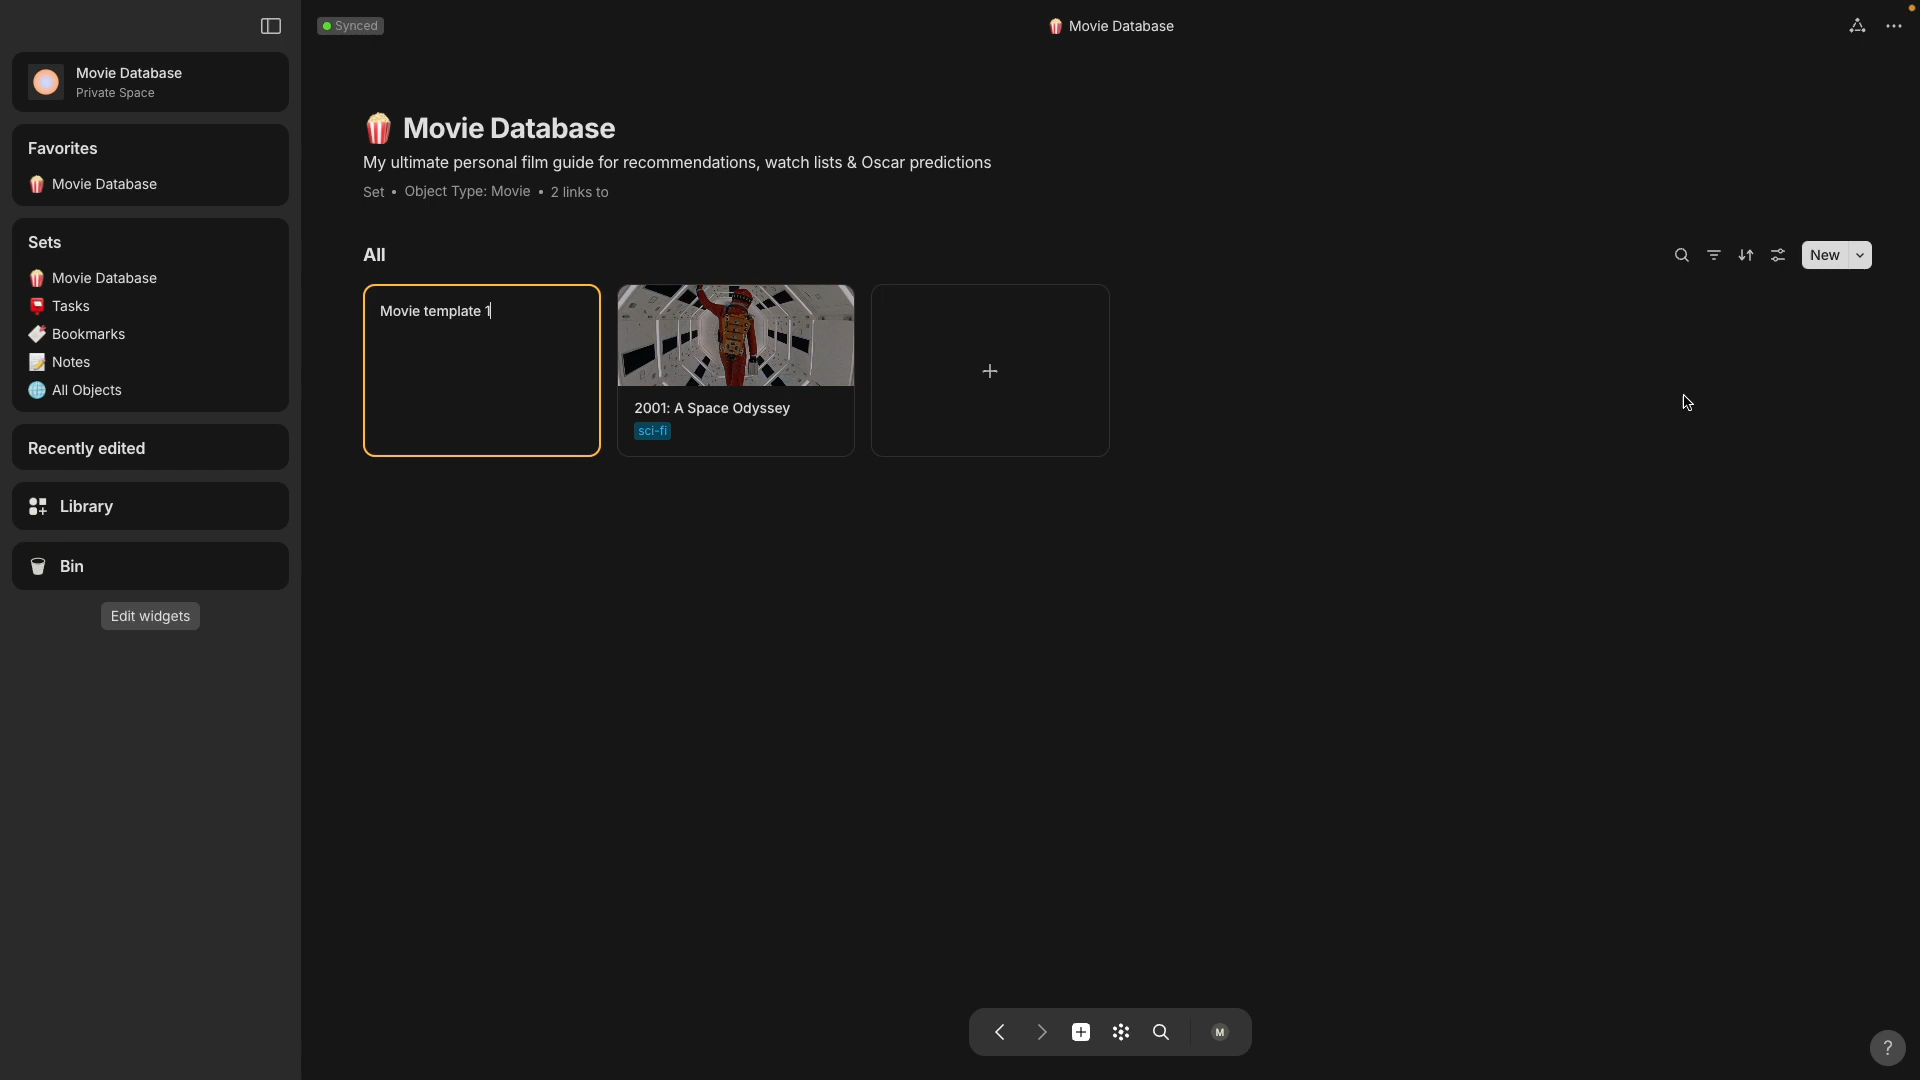 Synced
🍿 Movie Database
Movie Database
Private Space
Favorites
Movie Database
Sets
Movie Database
Tasks
Bookmarks
Notes
All Objects
Recently edited
Library
Bin
Edit widgets
Movie Database
My ultimate personal film guide for recommendations, watch lists & Oscar predictions
Set • Object Type: Movie • 2 links to
All
New
Movie template 1
2001: A Space Odyssey
sci-fi
M
?